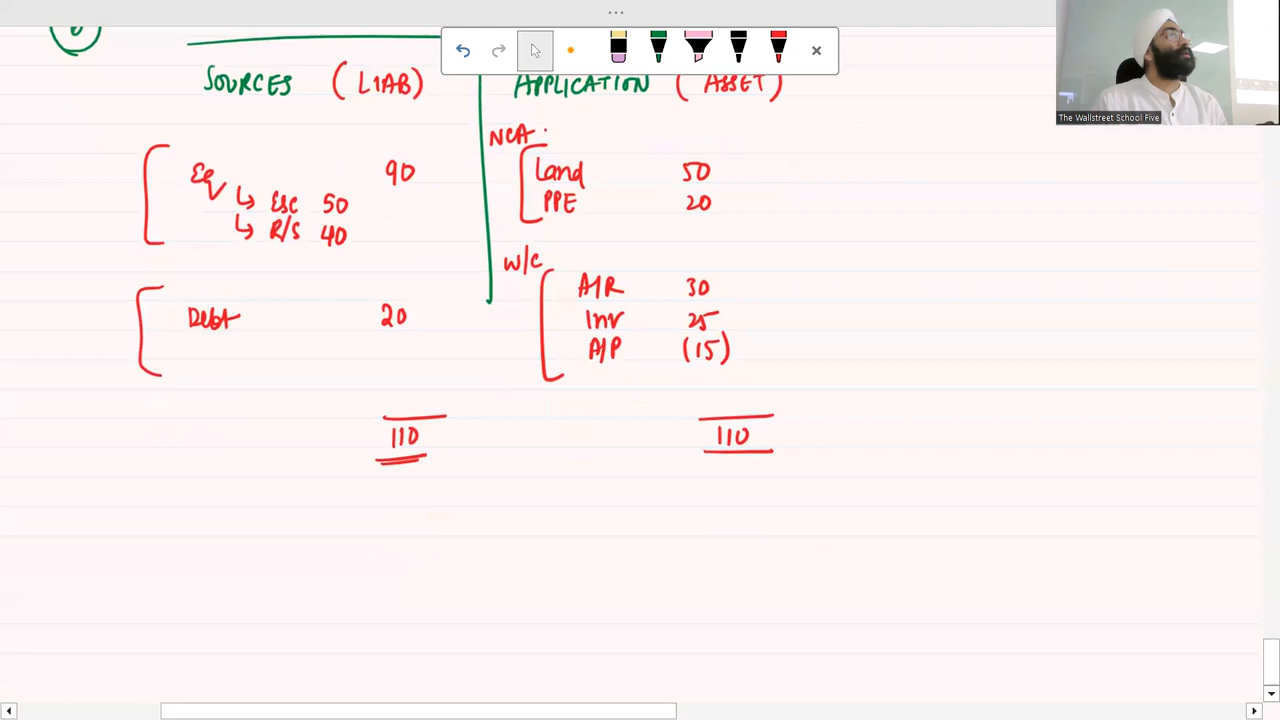 SOURCES (LIAB)
Eq 90
↳ ESC 50
↳ R/S 40
Debt 20
110
APPLICATION (ASSET)
NCA :
Land 50
PPE 20
W/C
A/R 30
Inv 25
A/P (15)
110
The Wallstreet School Five